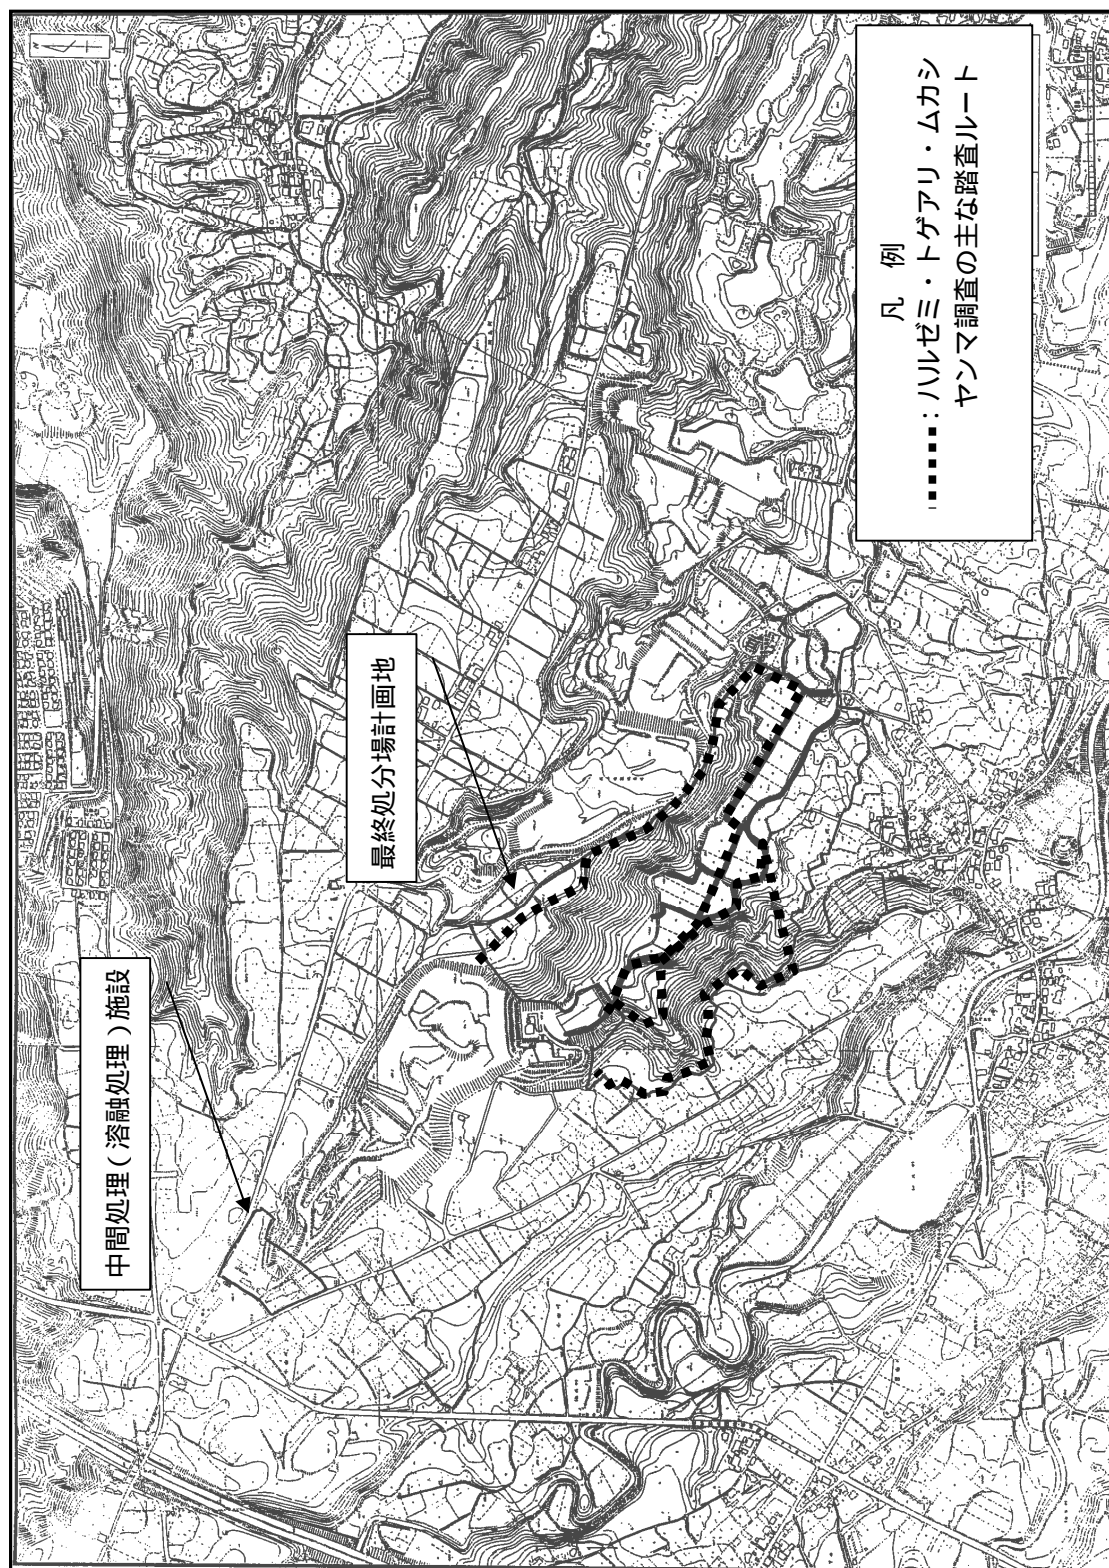 中間処理（溶融処理）施設
最終処分場計画地
凡　例
：ハルゼミ・トゲアリ・ムカシ
ヤンマ調査の主な踏査ルート